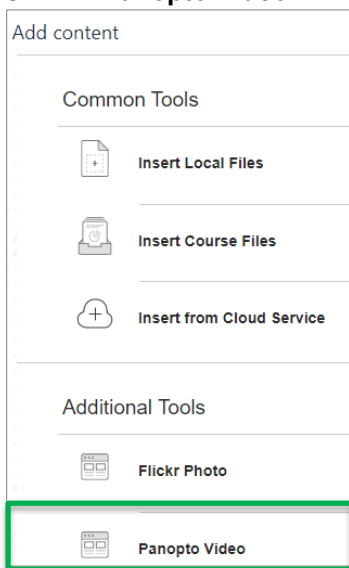 Add content
Common Tools
Insert Local Files
Insert Course Files
Insert from Cloud Service
Additional Tools
Flickr Photo
Panopto Video